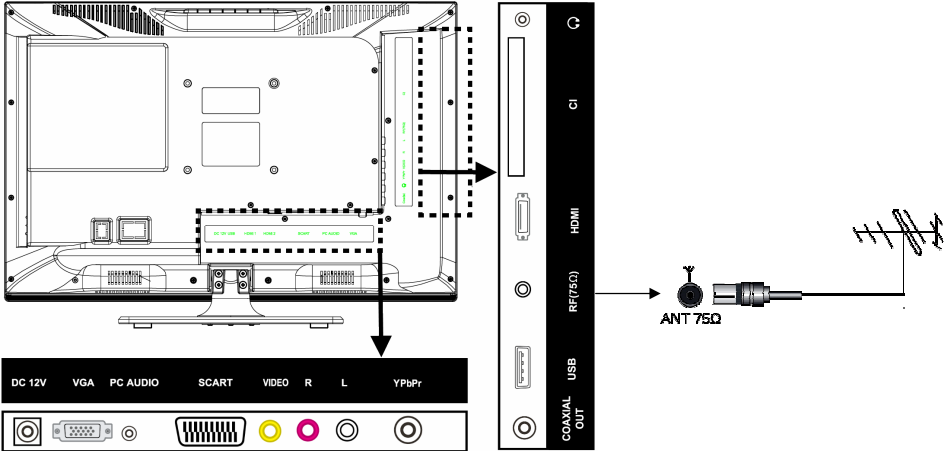 CI
HDMI
RF(75Ω)
USB
COAXIAL
OUT
ANT 75Ω
DC 12V VGA PC AUDIO SCART VIDEO R L YPbPr